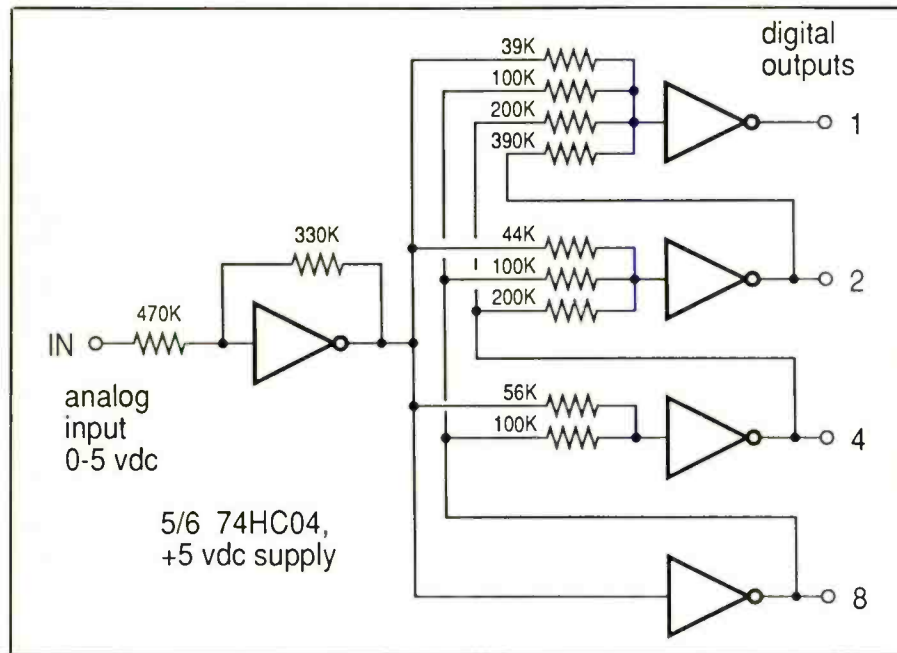 digital
outputs
39K
100K
200K
390K
1
330K
44K
100K
200K
2
470K
IN
analog
input
0-5 vdc
56K
100K
4
5/6 74HC04,
+5 vdc supply
8